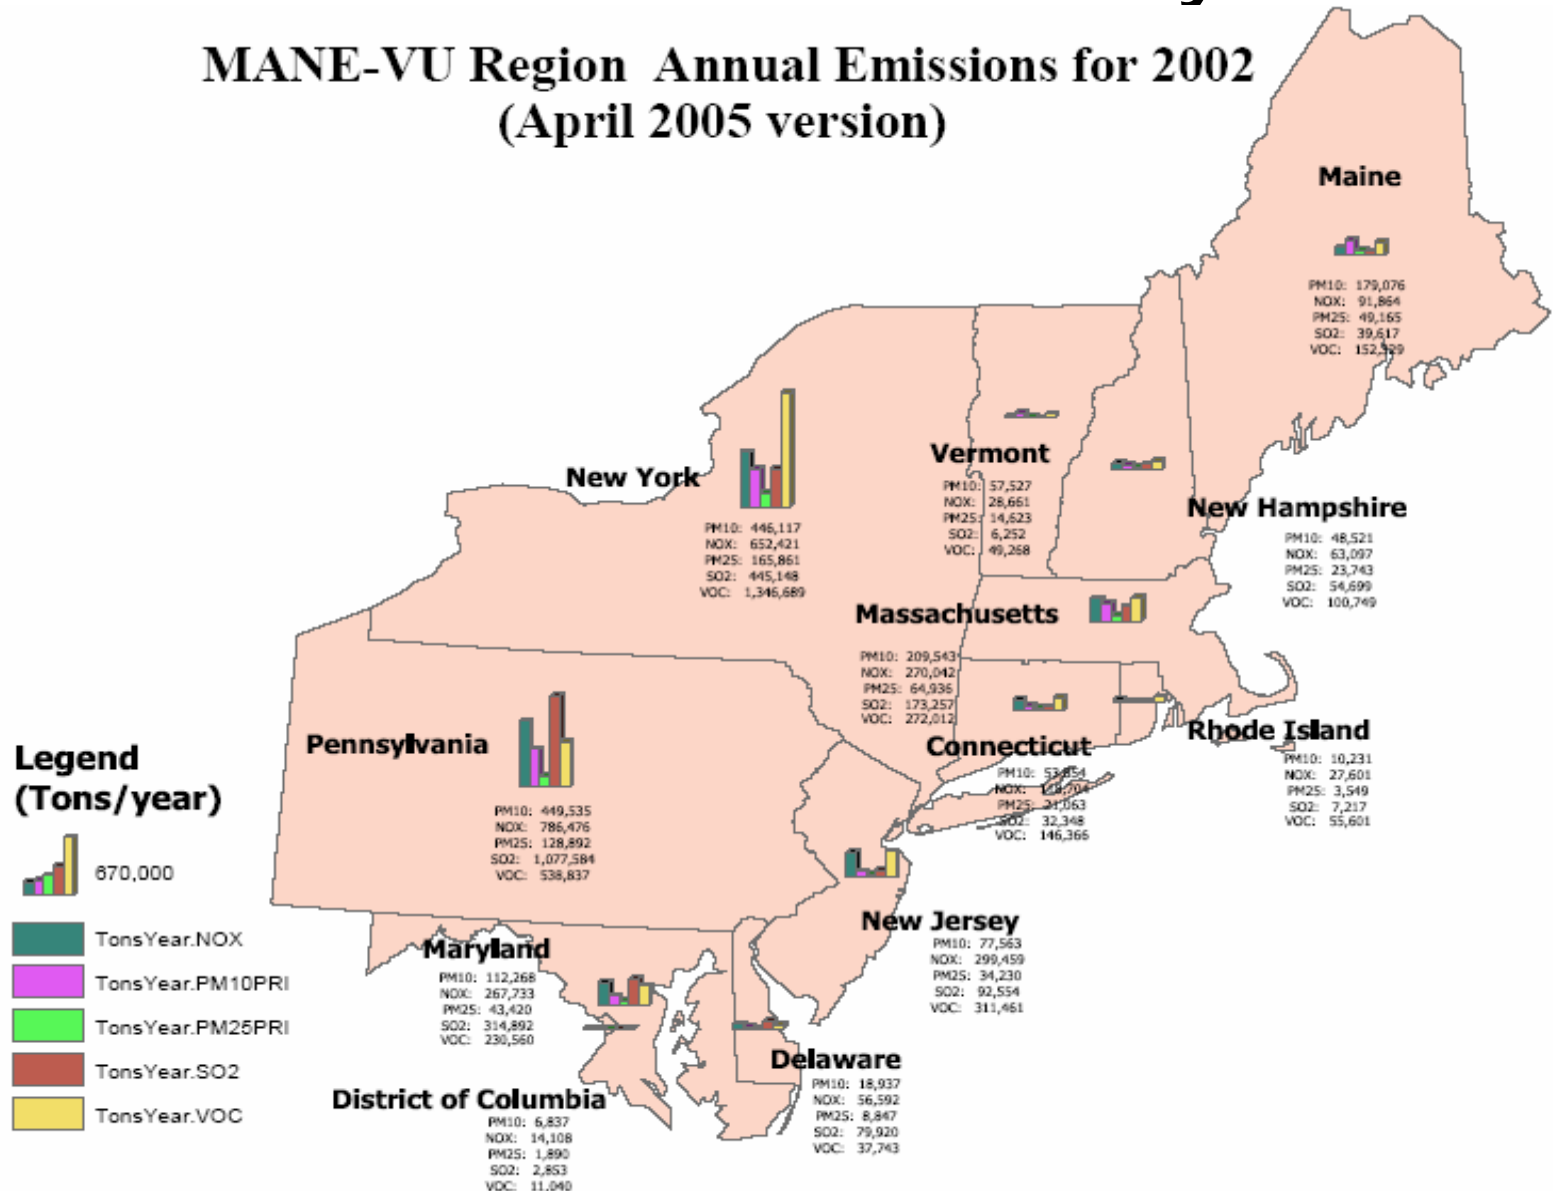 MANE-VU Region Annual Emissions for 2002
(April 2005 version)
Maine
PM10: 179,076
NOX: 91,864
PM25: 49,165
SO2: 39,617
VOC:
New York
PM10: 446,117
NOX: 652,421
PM25: 165,861
SO2: 445,148
VOC: 1,346,689
Vermont
PM10: 57,527
NOX: 28,661
PM25: 14,623
SO2: 6,252
VOC: 49,268
New Hampshire
PM10: 48,521
NOX: 63,097
PM25: 23,743
SO2: 54,699
VOC: 100,749
Massachusetts
PM10: 209,543
NOX: 270,042
PM25: 64,936
SO2: 173,257
VOC: 272,012
Connecticut
PM10:
NOX:
PM25: 21,063
SO2: 32,348
VOC: 146,366
Rhode Island
PM10: 10,231
NOX: 27,601
PM25: 3,549
SO2: 7,217
VOC: 55,601
Pennsylvania
PM10: 449,535
NOX: 786,476
PM25: 128,892
SO2: 1,077,584
VOC: 538,837
New Jersey
PM10: 77,563
NOX: 299,459
PM25: 34,230
SO2: 92,554
VOC: 311,461
Maryland
PM10: 112,268
NOX: 267,733
PM25: 43,420
SO2: 314,892
VOC: 230,560
Delaware
PM10: 18,937
NOX: 56,592
PM25: 8,847
SO2: 79,920
VOC: 37,743
District of Columbia
PM10: 6,837
NOX: 14,108
PM25: 1,890
SO2: 2,853
VOC: 11,040
Legend
(Tons/year)
670,000
TonsYear.NOX
TonsYear.PM10PRI
TonsYear.PM25PRI
TonsYear.SO2
TonsYear.VOC